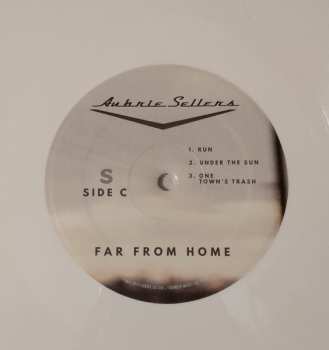 Aubrie Sellers
1. RUN
2. UNDER THE SUN
3. ONE
TOWN'S TRASH
S
SIDE C
FAR FROM HOME